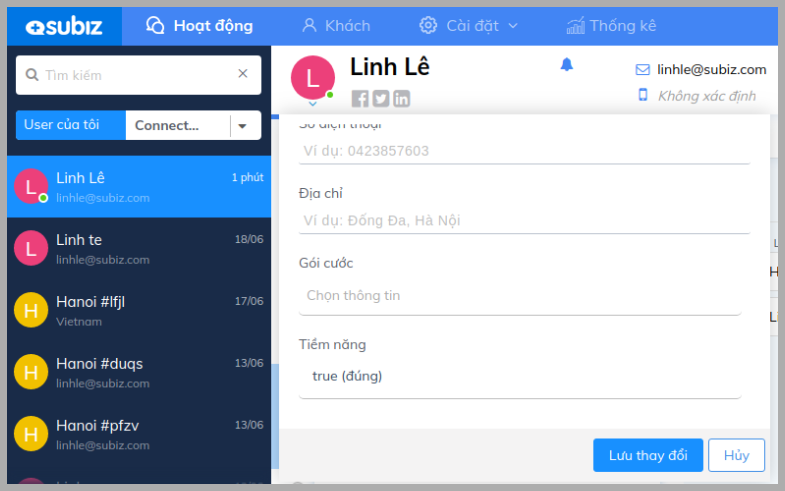 subiz
Hoạt động
Khách
Cài đặt
Thống kê
Tìm kiếm
User của tôi
Connect...
L
Linh Lê
1 phút
linhle@subiz.com
L
Linh te
18/06
linhle@subiz.com
H
Hanoi #lfjl
17/06
Vietnam
H
Hanoi #duqs
13/06
linhle@subiz.com
H
Hanoi #pfzv
13/06
linhle@subiz.com
L
Linh Lê
linhle@subiz.com
Không xác định
Số điện thoại
Ví dụ: 0423857603
Địa chỉ
Ví dụ: Đống Đa, Hà Nội
Gói cước
Chọn thông tin
Tiềm năng
true (đúng)
Lưu thay đổi
Hủy